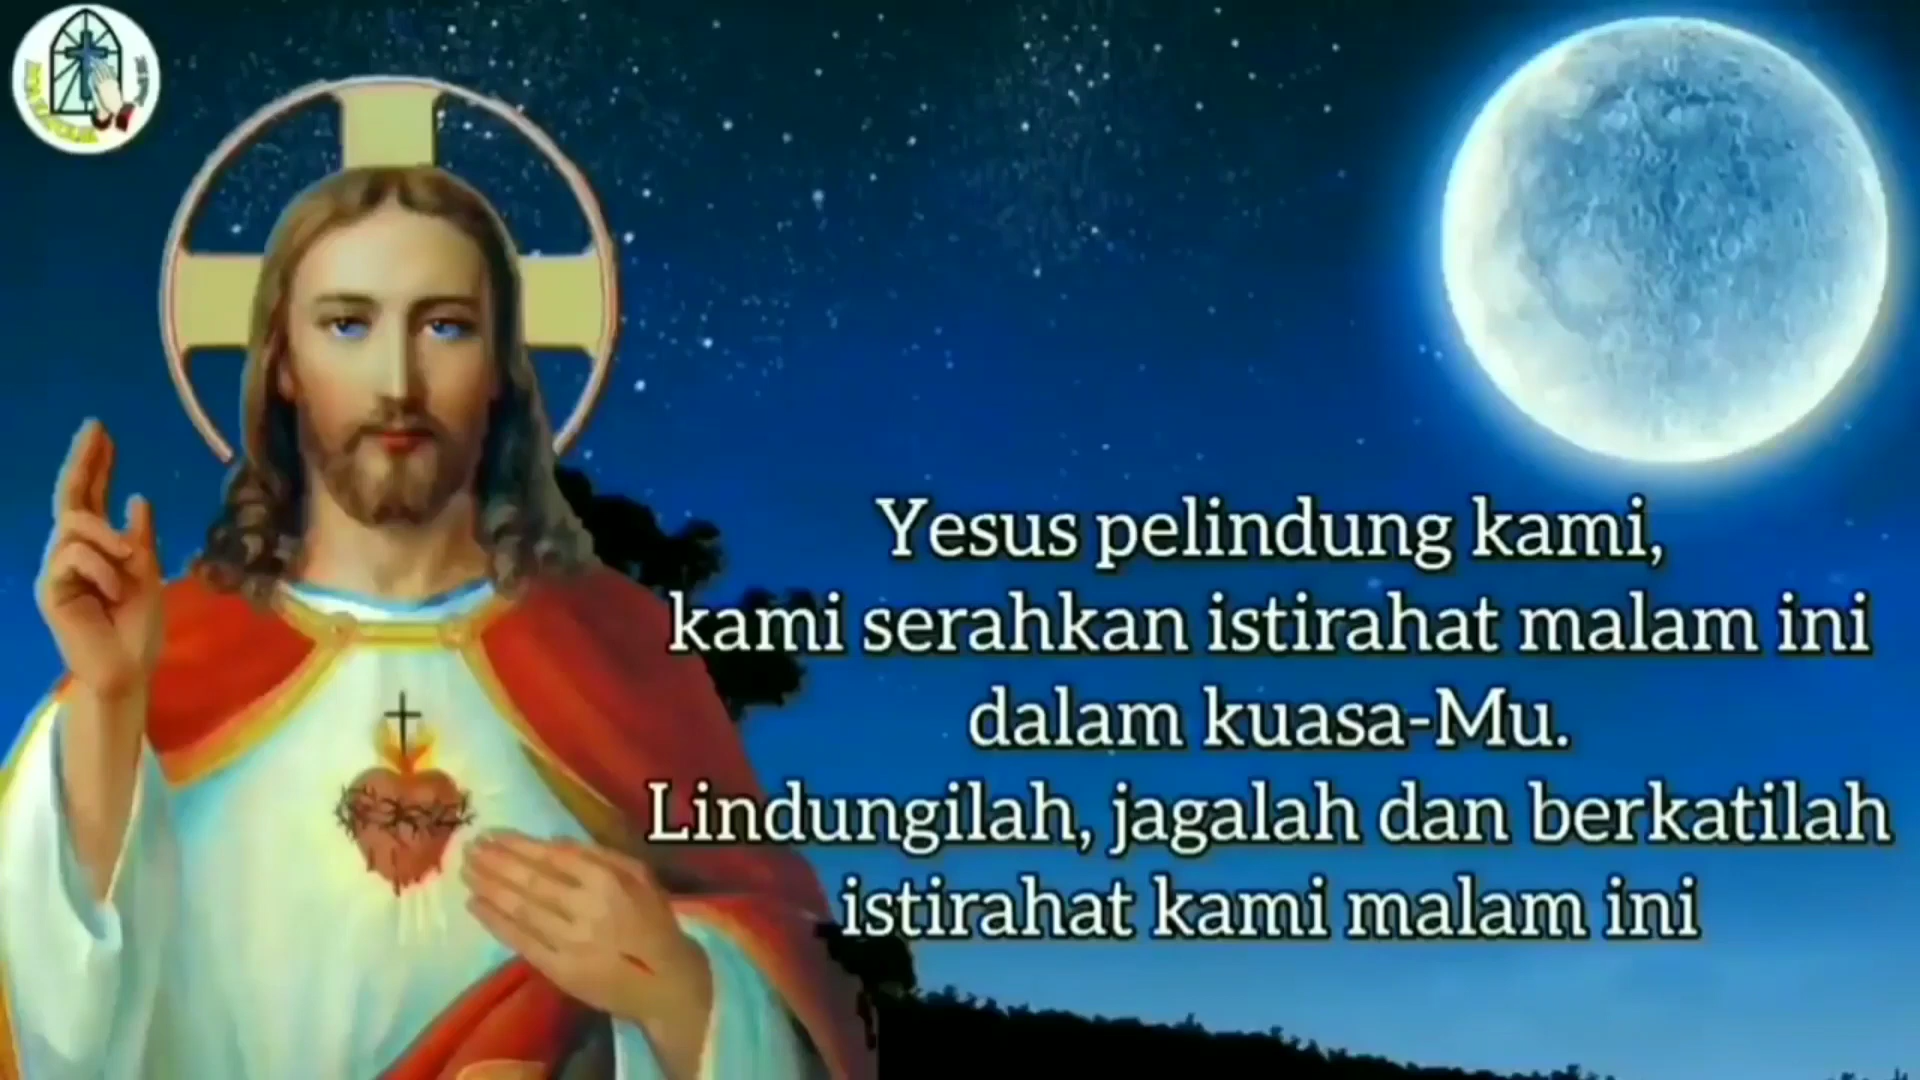 Yesus pelindung kami,
kami serahkan istirahat malam ini
dalam kuasa-Mu.
Lindungilah, jagalah dan berkatilah
istirahat kami malam ini